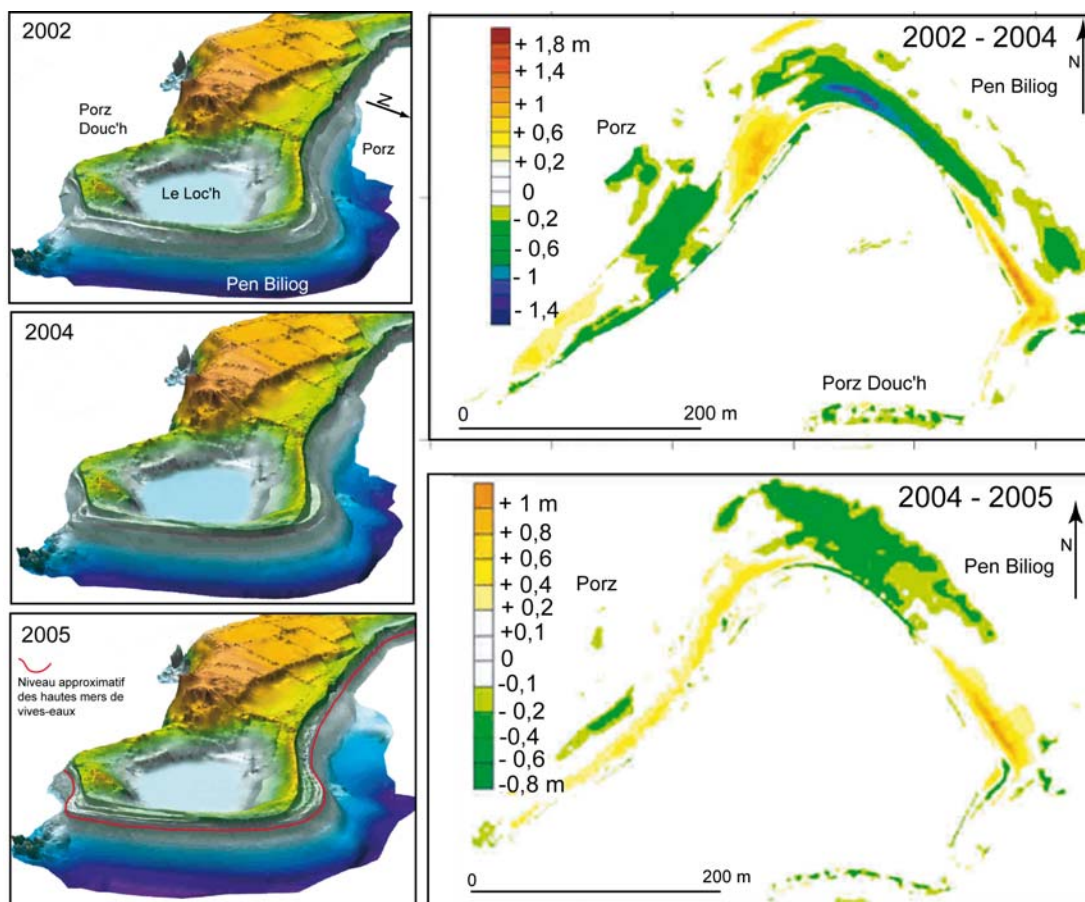 2002
Porz
Douc'h
N
Porz
Le Loc'h
Pen Biliog
2004
2005
Niveau approximatif
des hautes mers de
vives-eaux
2002 - 2004
+ 1,8 m
+ 1,4
+ 1
+ 0,6
+ 0,2
0
- 0,2
- 0,6
- 1
- 1,4
N
Pen Biliog
Porz
Porz Douc'h
0 200 m
2004 - 2005
+ 1 m
+ 0,8
+ 0,6
+ 0,4
+ 0,2
+0,1
0
-0,1
- 0,2
-0,4
- 0,6
-0,8 m
N
Pen Biliog
Porz
0 200 m